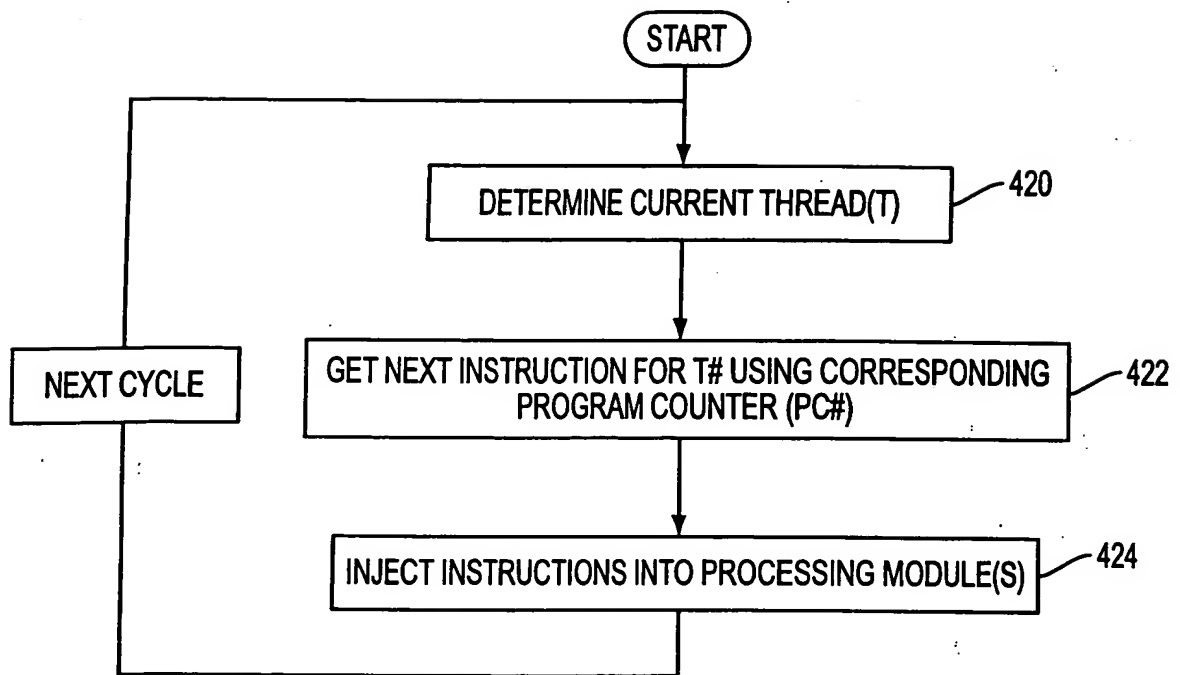 START
DETERMINE CURRENT THREAD(T)
420
NEXT CYCLE
GET NEXT INSTRUCTION FOR T# USING CORRESPONDING
PROGRAM COUNTER (PC#)
422
INJECT INSTRUCTIONS INTO PROCESSING MODULE(S)
424